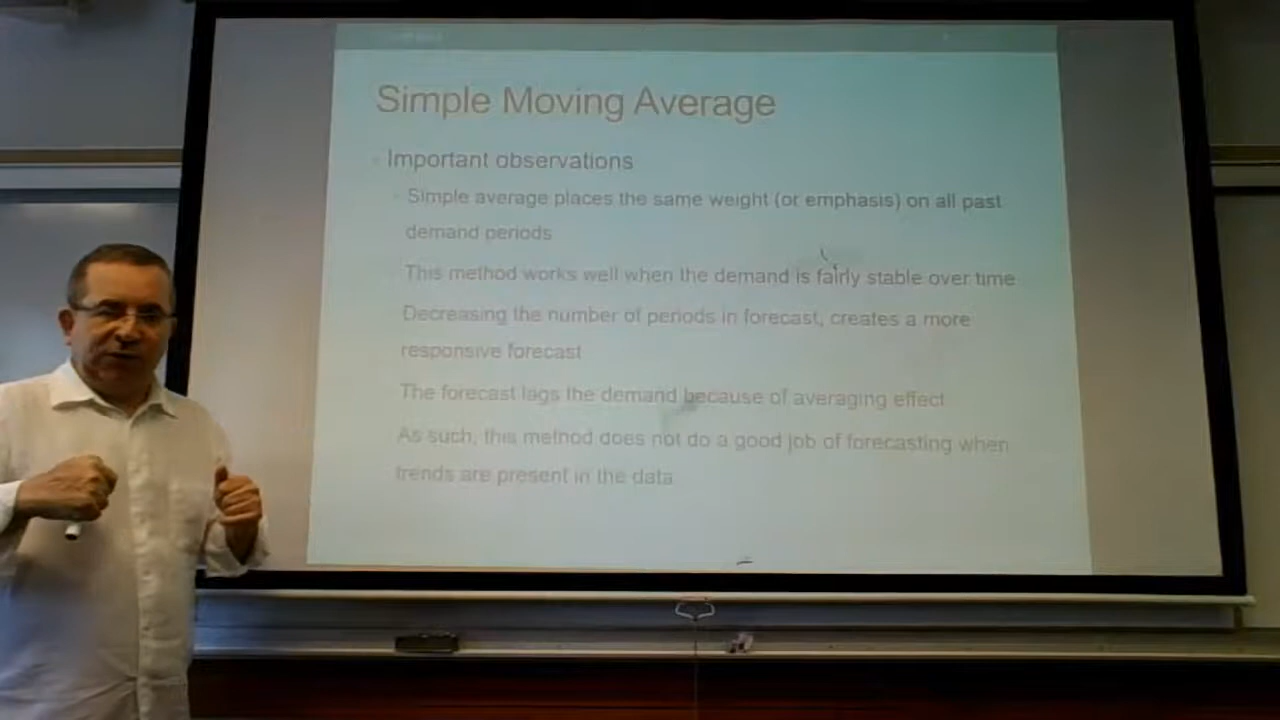 Simple Moving Average
Important observations
Simple average places the same weight (or emphasis) on all past
demand periods
This method works well when the demand is fairly stable over time
Decreasing the number of periods in forecast, creates a more
responsive forecast
The forecast lags the demand because of averaging effect
As such, this method does not do a good job of forecasting when
trends are present in the data